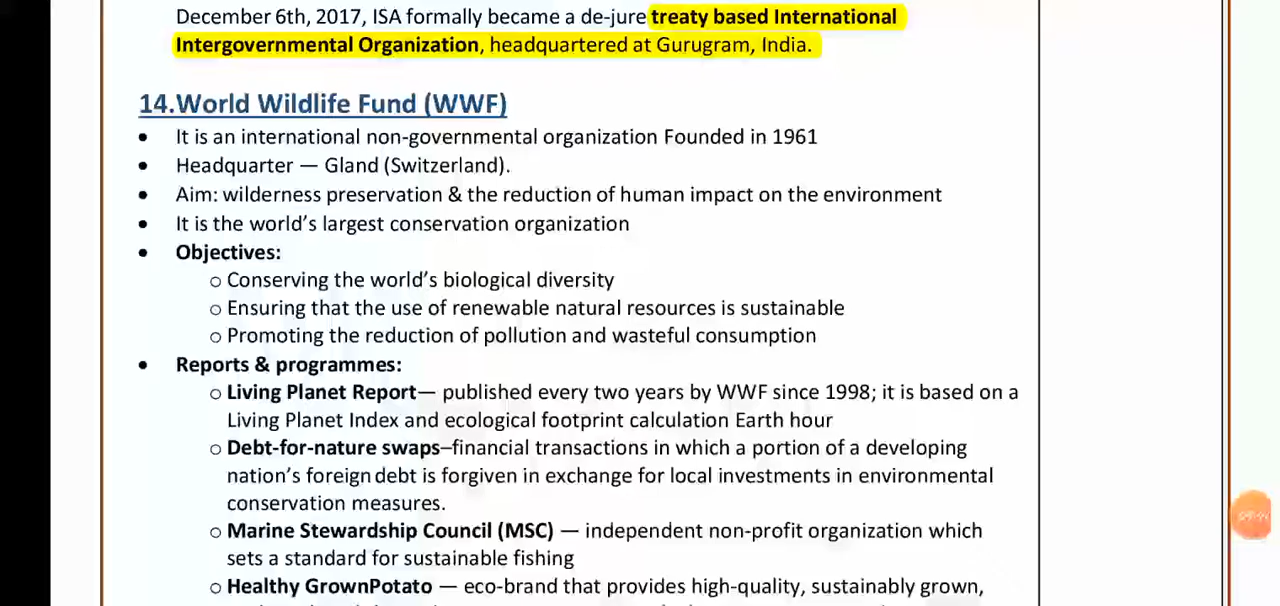 December 6th, 2017, ISA formally became a de-jure treaty based International
Intergovernmental Organization, headquartered at Gurugram, India.
14.World Wildlife Fund (WWF)
• It is an international non-governmental organization Founded in 1961
• Headquarter — Gland (Switzerland).
• Aim: wilderness preservation & the reduction of human impact on the environment
• It is the world's largest conservation organization
• Objectives:
o Conserving the world's biological diversity
o Ensuring that the use of renewable natural resources is sustainable
o Promoting the reduction of pollution and wasteful consumption
• Reports & programmes:
o Living Planet Report— published every two years by WWF since 1998; it is based on a
Living Planet Index and ecological footprint calculation Earth hour
o Debt-for-nature swaps–financial transactions in which a portion of a developing
nation's foreign debt is forgiven in exchange for local investments in environmental
conservation measures.
o Marine Stewardship Council (MSC) — independent non-profit organization which
sets a standard for sustainable fishing
o Healthy GrownPotato — eco-brand that provides high-quality, sustainably grown,